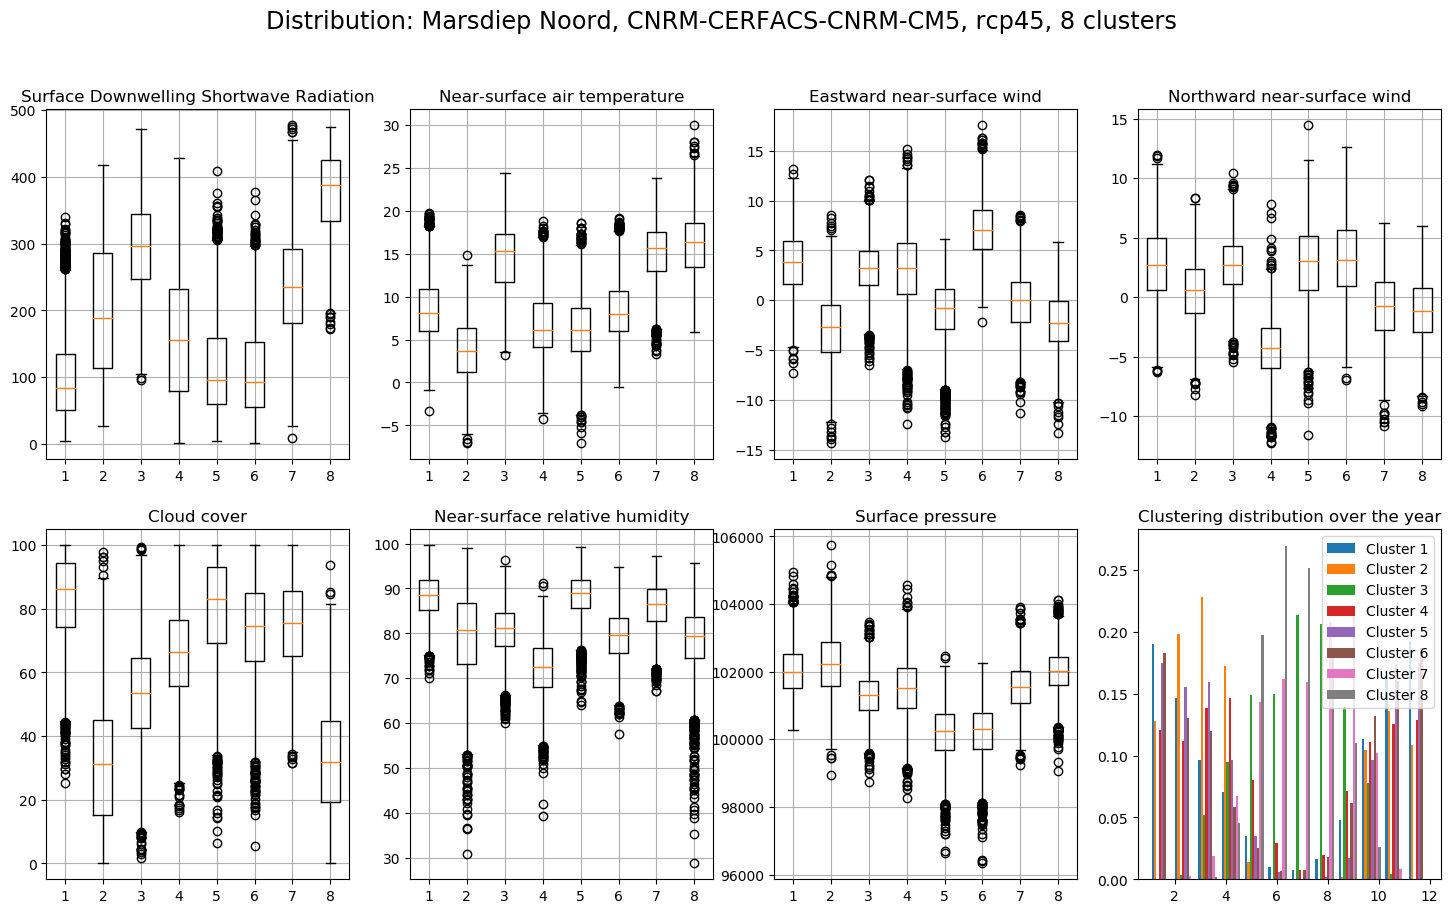 Distribution: Marsdiep Noord, CNRM-CERFACS-CNRM-CM5, rcp45, 8 clusters
Surface Downwelling Shortwave Radiation
500
400
300
200
100
0
1 2 3 4 5 6 7 8
Near-surface air temperature
30
25
20
15
10
5
0
−5
1 2 3 4 5 6 7 8
Eastward near-surface wind
15
10
5
0
−5
−10
−15
1 2 3 4 5 6 7 8
Northward near-surface wind
15
10
5
0
−5
−10
1 2 3 4 5 6 7 8
Cloud cover
100
80
60
40
20
0
1 2 3 4 5 6 7 8
Near-surface relative humidity
100
90
80
70
60
50
40
30
1 2 3 4 5 6 7 8
Surface pressure
106000
104000
102000
100000
98000
96000
1 2 3 4 5 6 7 8
Clustering distribution over the year
Cluster 1
Cluster 2
Cluster 3
Cluster 4
Cluster 5
Cluster 6
Cluster 7
Cluster 8
0.25
0.20
0.15
0.10
0.05
0.00
2 4 6 8 10 12